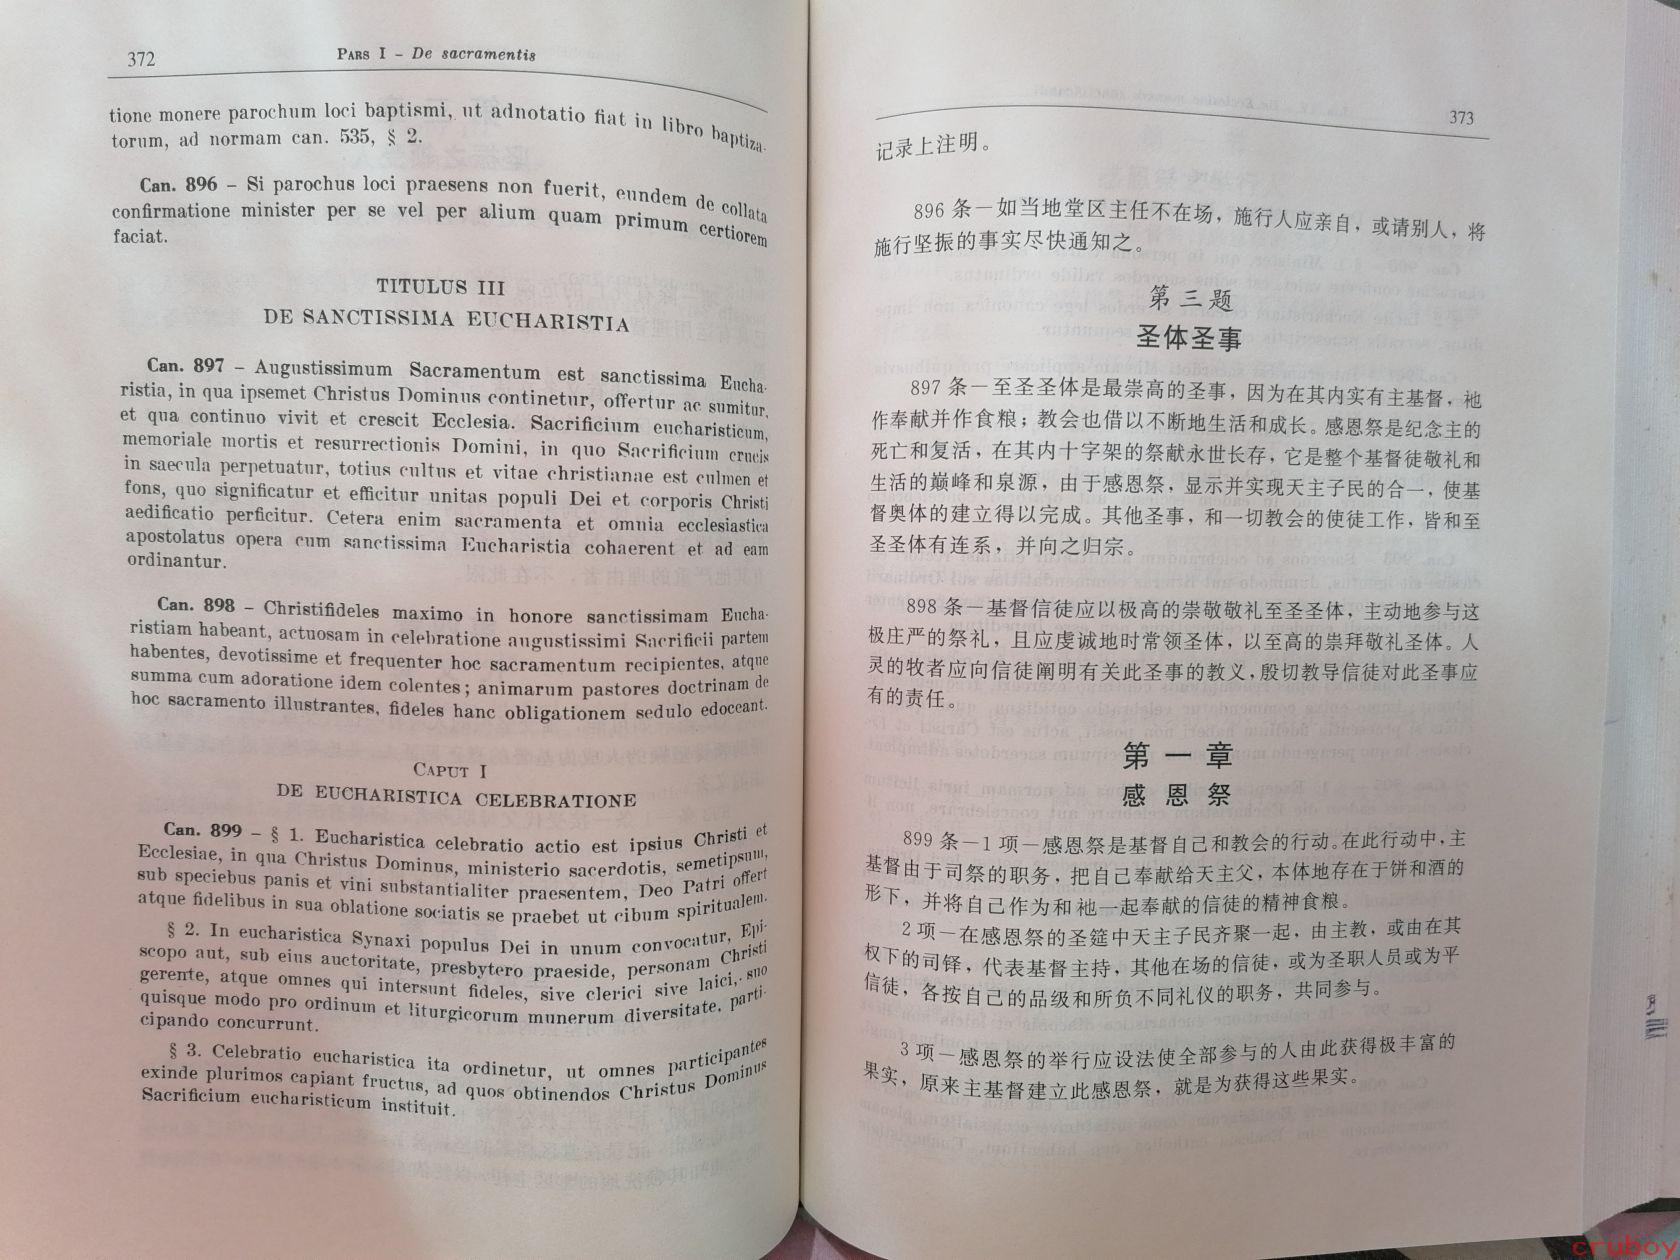 372
PARS I – De sacramentis
tione monere parochum loci baptismi, ut adnotatio fiat in libro baptiza-
torum, ad normam can. 535, § 2.
Can. 896 – Si parochus loci praesens non fuerit, eundem de collata
confirmatione minister per se vel per alium quam primum certiorem
faciat.
TITULUS III
DE SANCTISSIMA EUCHARISTIA
Can. 897 – Augustissimum Sacramentum est sanctissima Eucha-
ristia, in qua ipsemet Christus Dominus continetur, offertur ac sumitur,
et qua continuo vivit et crescit Ecclesia. Sacrificium eucharisticum,
memoriale mortis et resurrectionis Domini, in quo Sacrificium crucis
in saecula perpetuatur, totius cultus et vitae christianae est culmen et
fons, quo significatur et efficitur unitas populi Dei et corporis Christi
aedificatio perficitur. Cetera enim sacramenta et omnia ecclesiastica
apostolatus opera cum sanctissima Eucharistia cohaerent et ad eam
ordinantur.
Can. 898 – Christifideles maximo in honore sanctissimam Eucha-
ristiam habeant, actuosam in celebratione augustissimi Sacrificii partem
habentes, devotissime et frequenter hoc sacramentum recipientes, atque
summa cum adoratione idem colentes; animarum pastores doctrinam de
hoc sacramento illustrantes, fideles hanc obligationem sedulo edoceant.
CAPUT I
DE EUCHARISTICA CELEBRATIONE
Can. 899 – § 1. Eucharistica celebratio actio est ipsius Christi et
Ecclesiae, in qua Christus Dominus, ministerio sacerdotis, semetipsum,
sub speciebus panis et vini substantialiter praesentem, Deo Patri offert
atque fidelibus in sua oblatione sociatis se praebet ut cibum spiritualem.
§ 2. In eucharistica Synaxi populus Dei in unum convocatur, Epi-
scopo aut, sub eius auctoritate, presbytero praeside, personam Christi
gerente, atque omnes qui intersunt fideles, sive clerici sive laici, suo
quisque modo pro ordinum et liturgicorum munerum diversitate, parti-
cipando concurrunt.
§ 3. Celebratio eucharistica ita ordinetur, ut omnes participantes
exinde plurimos capiant fructus, ad quos obtinendos Christus Dominus
Sacrificium eucharisticum instituit.
373
记录上注明。
896 条－如当地堂区主任不在场，施行人应亲自，或请别人，将
施行坚振的事实尽快通知之。
第三题
圣体圣事
897 条－至圣圣体是最崇高的圣事，因为在其内实有主基督，祂
作奉献并作食粮；教会也借以不断地生活和成长。感恩祭是纪念主的
死亡和复活，在其内十字架的祭献永世长存，它是整个基督徒敬礼和
生活的巅峰和泉源，由于感恩祭，显示并实现天主子民的合一，使基
督奥体的建立得以完成。其他圣事，和一切教会的使徒工作，皆和至
圣圣体有连系，并向之归宗。
898 条－基督信徒应以极高的崇敬敬礼至圣圣体，主动地参与这
极庄严的祭礼，且应虔诚地时常领圣体，以至高的崇拜敬礼圣体。人
灵的牧者应向信徒阐明有关此圣事的教义，殷切教导信徒对此圣事应
有的责任。
第一章
感恩祭
899 条－1 项－感恩祭是基督自己和教会的行动。在此行动中，主
基督由于司祭的职务，把自己奉献给天主父，本体地存在于饼和酒的
形下，并将自己作为和祂一起奉献的信徒的精神食粮。
2 项－在感恩祭的圣筵中天主子民齐聚一起，由主教，或由在其
权下的司铎，代表基督主持，其他在场的信徒，或为圣职人员或为平
信徒，各按自己的品级和所负不同礼仪的职务，共同参与。
3 项－感恩祭的举行应设法使全部参与的人由此获得极丰富的
果实，原来主基督建立此感恩祭，就是为获得这些果实。
cruboy